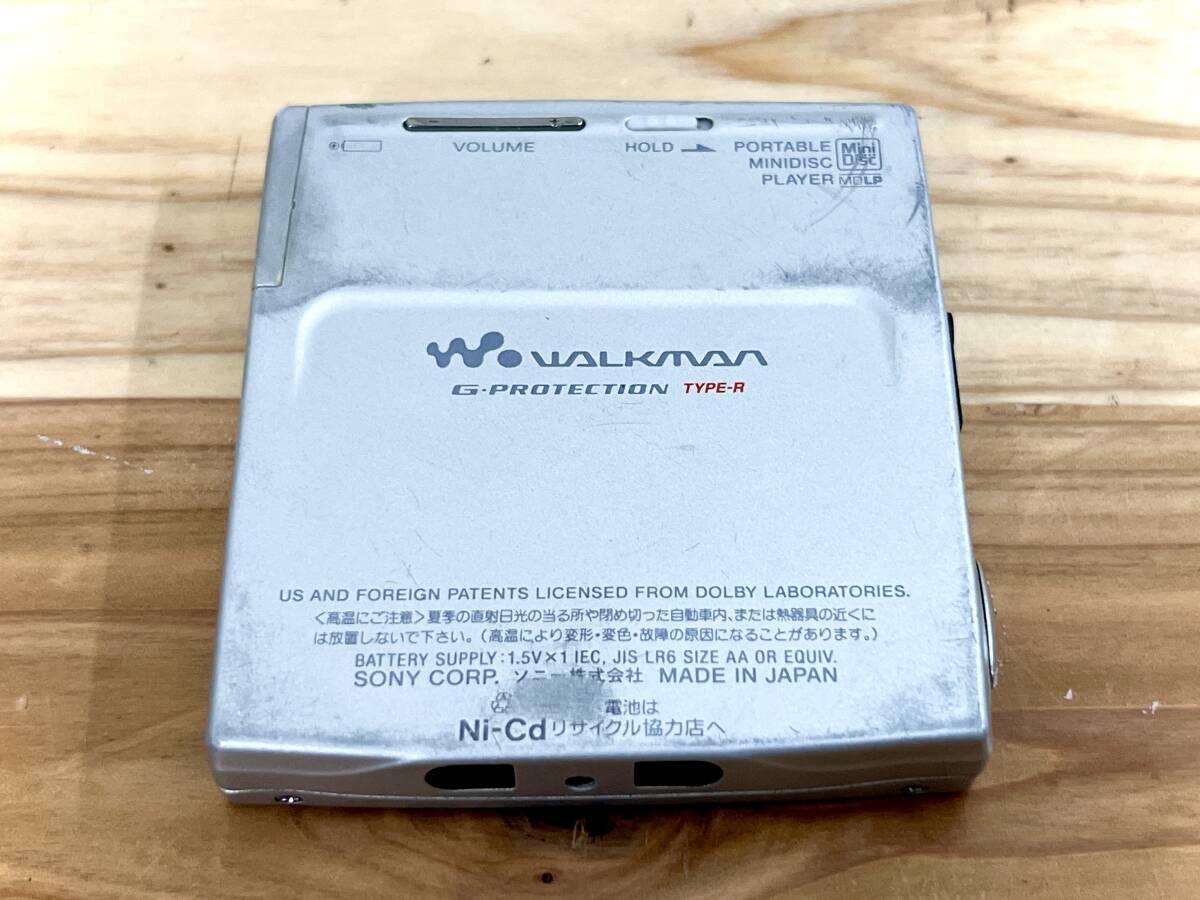 - +
VOLUME
HOLD
PORTABLE
MINIDISC
PLAYER
Mini
DISC
MDLP
WALKMAN
G-PROTECTION TYPE-R
US AND FOREIGN PATENTS LICENSED FROM DOLBY LABORATORIES.
〈高温にご注意〉夏季の直射日光の当る所や閉め切った自動車内、または熱器具の近くに
は放置しないで下さい。(高温により変形・変色・故障の原因になることがあります。)
BATTERY SUPPLY:1.5V×1 IEC, JIS LR6 SIZE AA OR EQUIV.
SONY CORP. ソニー株式会社 MADE IN JAPAN
電池は
Ni-Cdリサイクル協力店へ